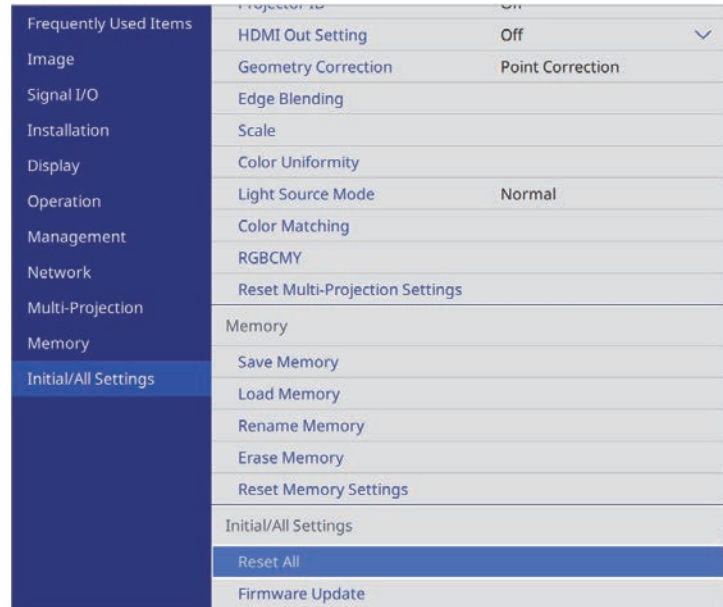 Frequently Used Items
Image
Signal I/O
Installation
Display
Operation
Management
Network
Multi-Projection
Memory
Initial/All Settings
Projector ID Off
HDMI Out Setting Off
Geometry Correction Point Correction
Edge Blending
Scale
Color Uniformity
Light Source Mode Normal
Color Matching
RGBCMY
Reset Multi-Projection Settings
Memory
Save Memory
Load Memory
Rename Memory
Erase Memory
Reset Memory Settings
Initial/All Settings
Reset All
Firmware Update